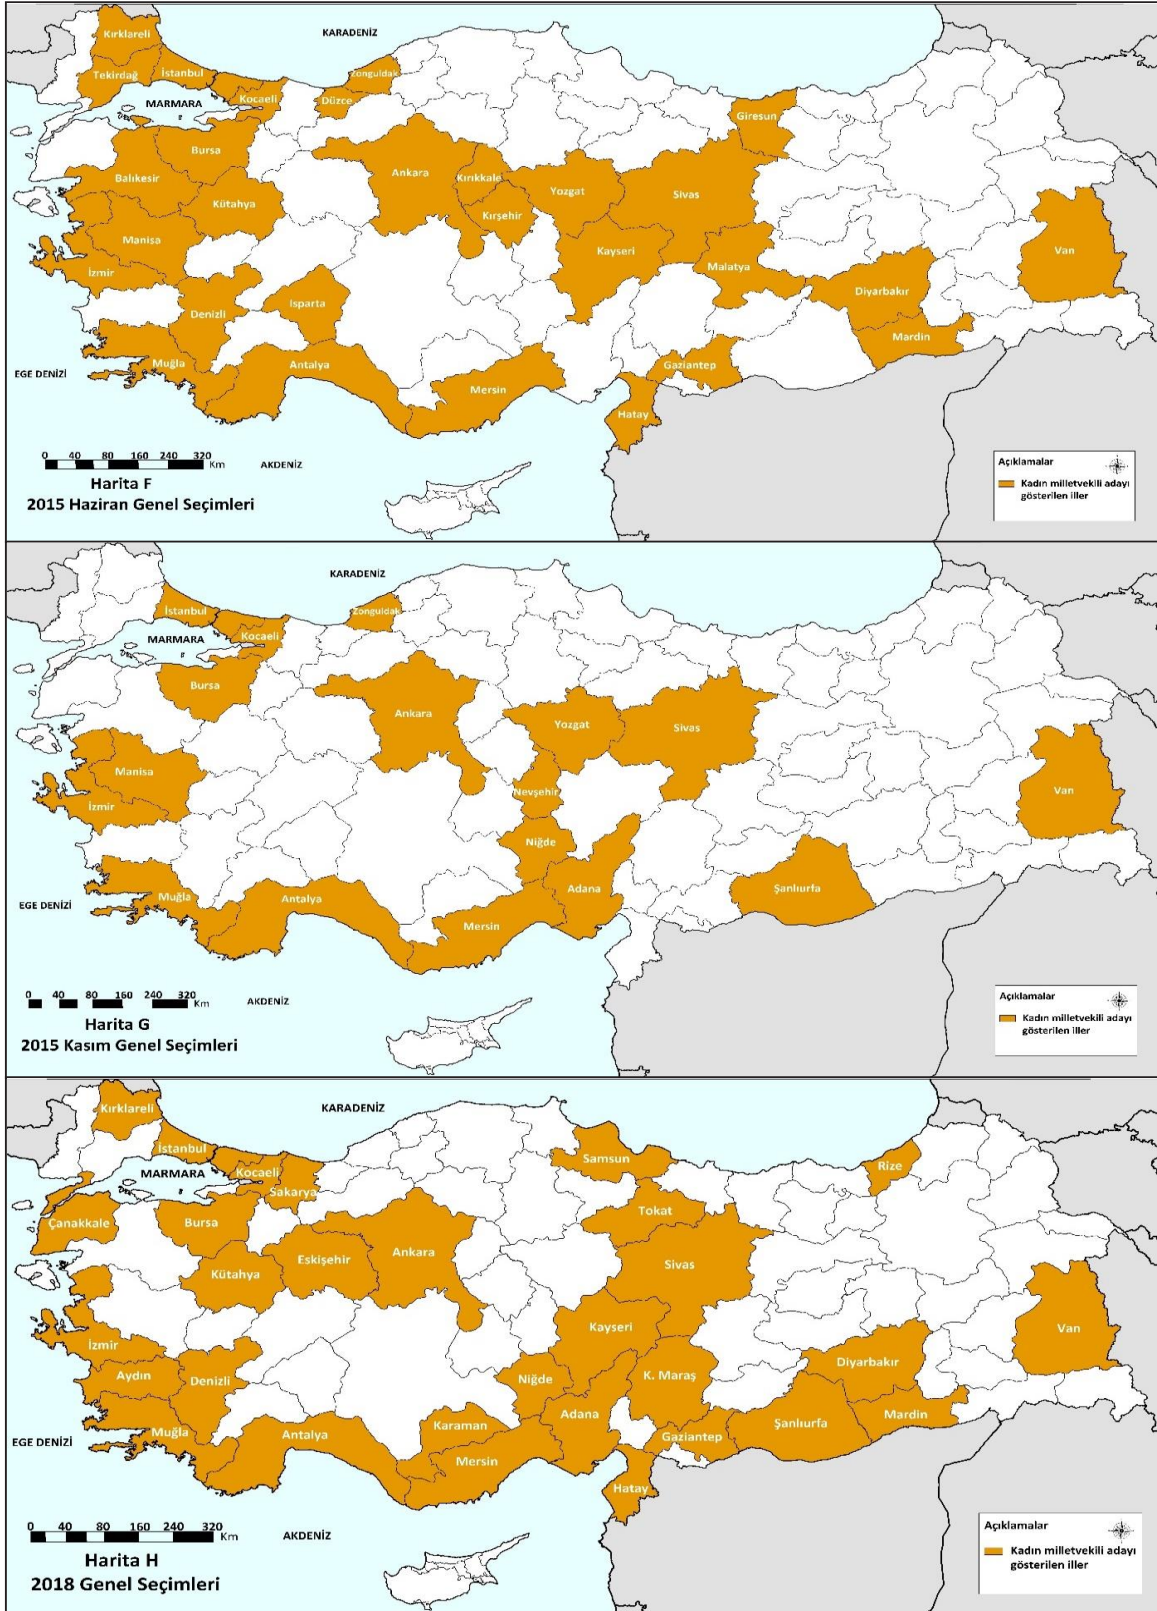 Kırklareli
KARADENİZ
Tekirdağ
İstanbul
Zonguldak
MARMARA
Kocaeli
Düzce
Giresun
Bursa
Ankara
Kırıkkale
Balıkesir
Yozgat
Sivas
Kütahya
Kırşehir
Manisa
Kayseri
Van
Malatya
İzmir
Diyarbakır
Isparta
Denizli
Mardin
Muğla
Antalya
Gaziantep
EGE DENİZİ
Mersin
Hatay
0 40 80 160 240 320
Km
AKDENİZ
Harita F
2015 Haziran Genel Seçimleri
Açıklamalar
Kadın milletvekili adayı
gösterilen iller
KARADENİZ
İstanbul
Zonguldak
MARMARA
Kocaeli
Bursa
Ankara
Yozgat
Sivas
Manisa
Nevşehir
Van
İzmir
Niğde
Adana
Şanlıurfa
Muğla
Antalya
EGE DENİZİ
Mersin
0 40 80 160 240 320
Km
AKDENİZ
Harita G
2015 Kasım Genel Seçimleri
Açıklamalar
Kadın milletvekili adayı
gösterilen iller
Kırklareli
KARADENİZ
İstanbul
Samsun
MARMARA
Kocaeli
Rize
Sakarya
Çanakkale
Bursa
Tokat
Eskişehir
Ankara
Sivas
Kütahya
Kayseri
Van
İzmir
Diyarbakır
Aydın
Denizli
Niğde
K. Maraş
Adana
Mardin
Şanlıurfa
Karaman
Muğla
Antalya
Gaziantep
EGE DENİZİ
Mersin
Hatay
0 40 80 160 240 320
Km
AKDENİZ
Harita H
2018 Genel Seçimleri
Açıklamalar
Kadın milletvekili adayı
gösterilen iller